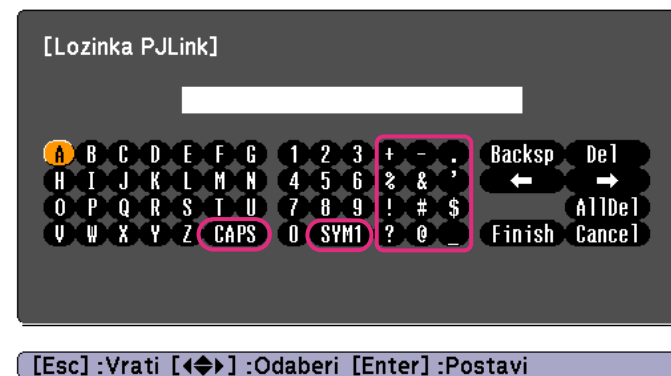 [Lozinka PJLink]
A B C D E F G 1 2 3 + - . Backsp Del
H I J K L M N 4 5 6 % & ' ← →
O P Q R S T U 7 8 9 ! # $ AllDel
V W X Y Z CAPS 0 SYM1 ? @ _ Finish Cancel
[Esc] :Vrati [◀◆▶] :Odaberi [Enter] :Postavi